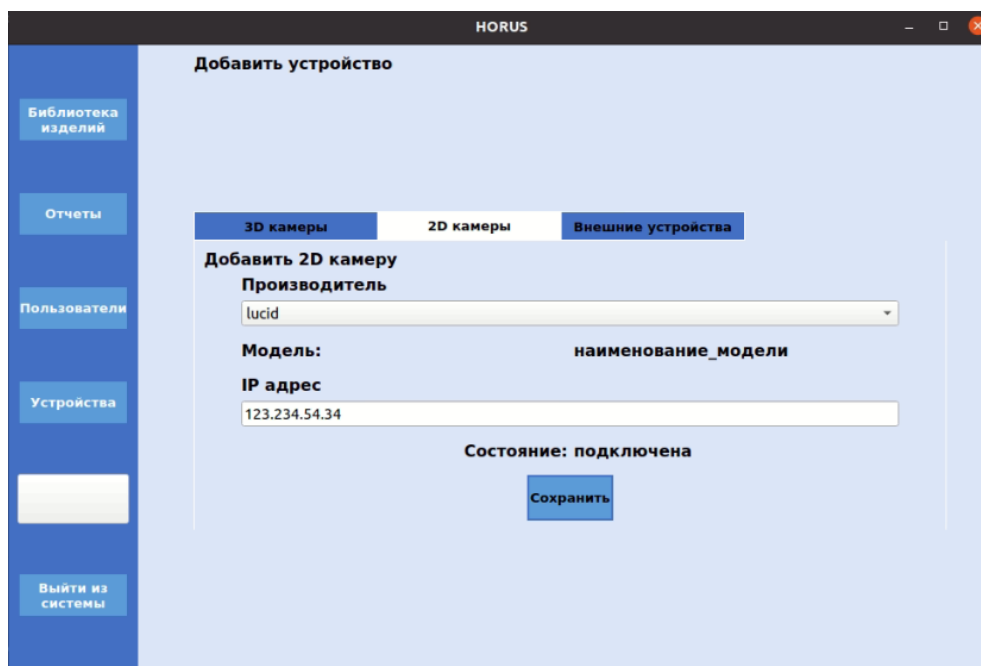 HORUS
Добавить устройство
Библиотека
изделий
Отчеты
Пользователи
Устройства
Выйти из
системы
3D камеры
2D камеры
Внешние устройства
Добавить 2D камеру
Производитель
lucid
Модель:
наименование_модели
IP адрес
123.234.54.34
Состояние: подключена
Сохранить